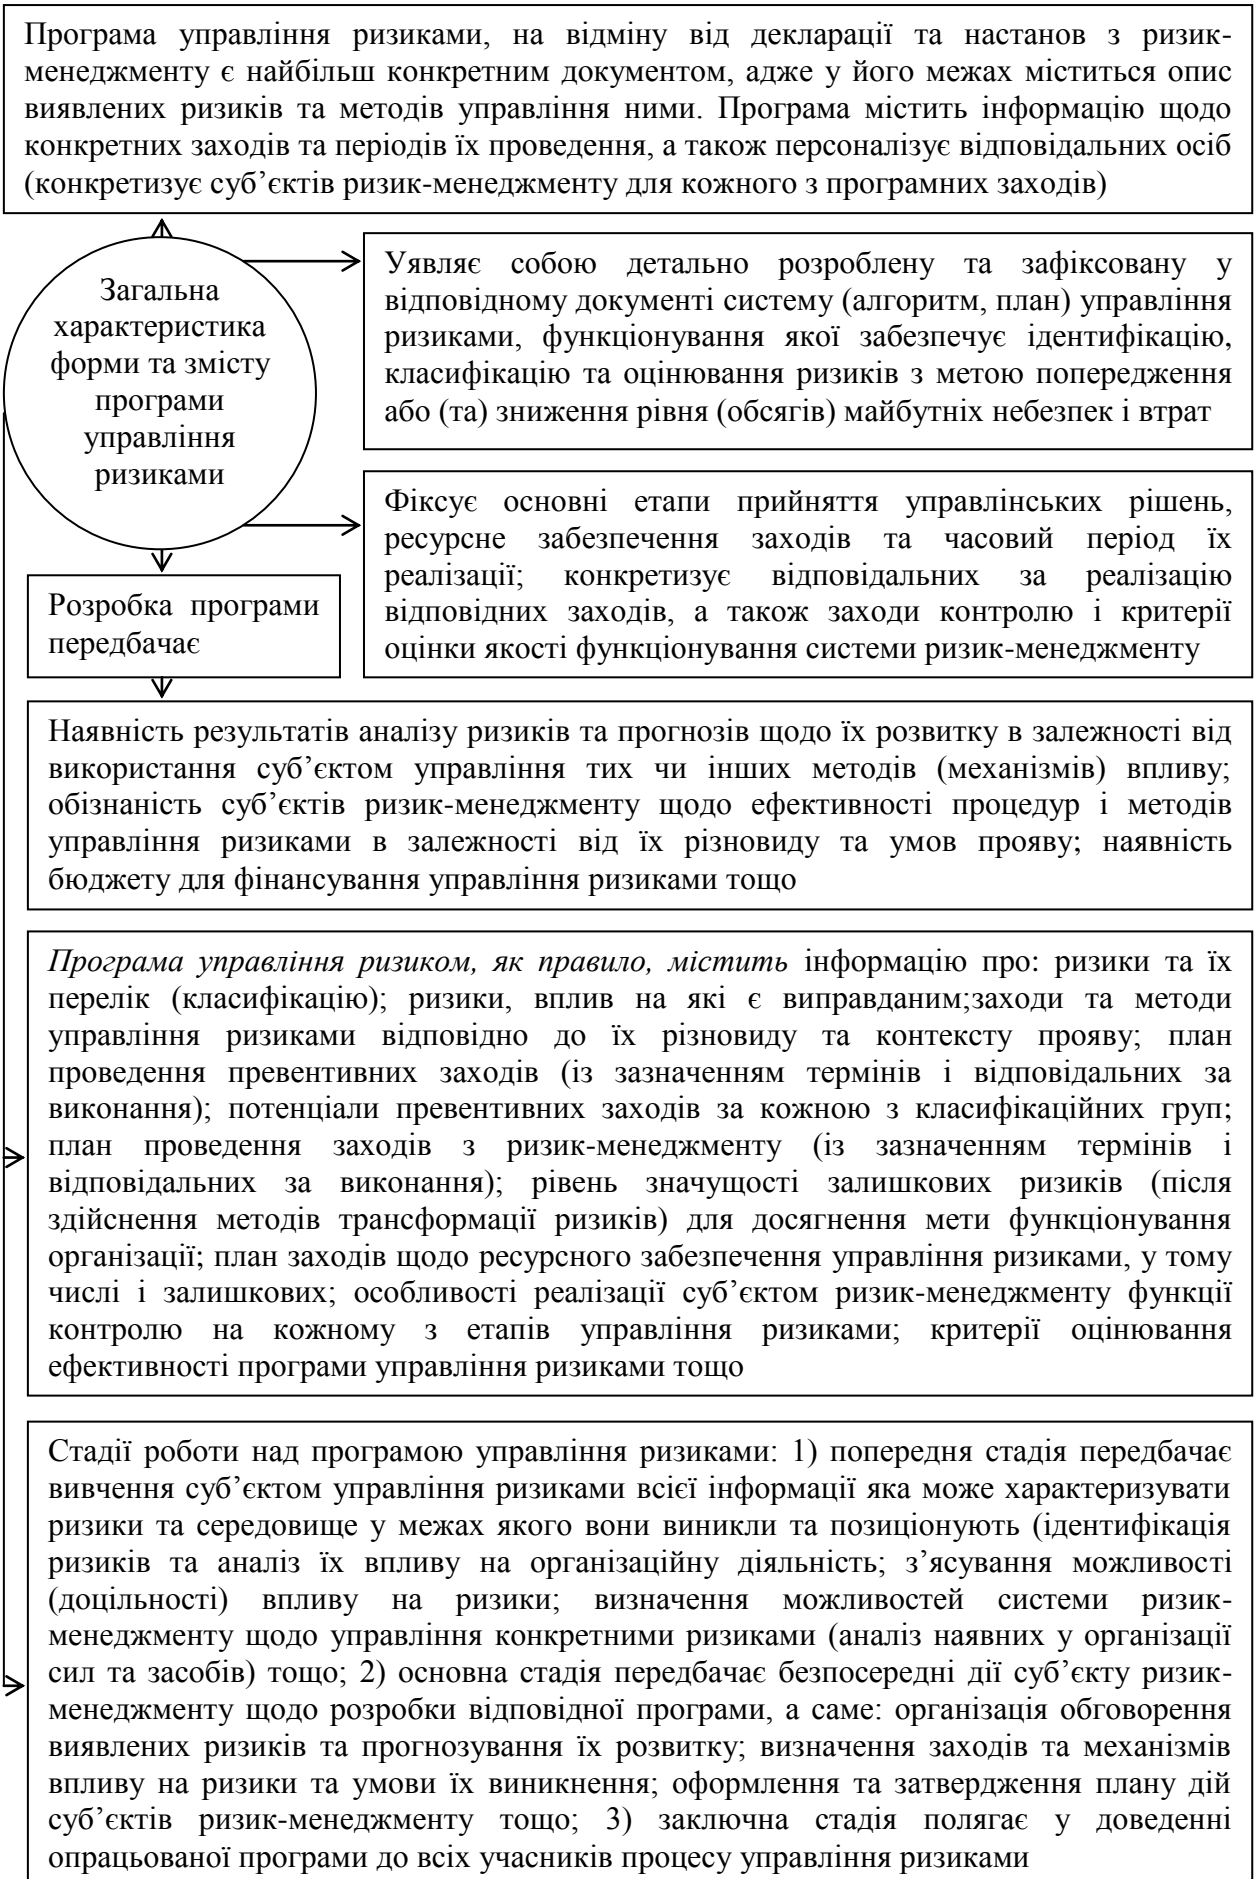 Програма управління ризиками, на відміну від декларації та настанов з ризик-
менеджменту є найбільш конкретним документом, адже у його межах міститься опис
виявлених ризиків та методів управління ними. Програма містить інформацію щодо
конкретних заходів та періодів їх проведення, а також персоналізує відповідальних осіб
(конкретизує суб’єктів ризик-менеджменту для кожного з програмних заходів)
Загальна
характеристика
форми та змісту
програми
управління
ризиками
Уявляє собою детально розроблену та зафіксовану у
відповідному документі систему (алгоритм, план) управління
ризиками, функціонування якої забезпечує ідентифікацію,
класифікацію та оцінювання ризиків з метою попередження
або (та) зниження рівня (обсягів) майбутніх небезпек і втрат
Фіксує основні етапи прийняття управлінських рішень,
ресурсне забезпечення заходів та часовий період їх
реалізації; конкретизує відповідальних за реалізацію
відповідних заходів, а також заходи контролю і критерії
оцінки якості функціонування системи ризик-менеджменту
Розробка програми
передбачає
Наявність результатів аналізу ризиків та прогнозів щодо їх розвитку в залежності від
використання суб’єктом управління тих чи інших методів (механізмів) впливу;
обізнаність суб’єктів ризик-менеджменту щодо ефективності процедур і методів
управління ризиками в залежності від їх різновиду та умов прояву; наявність
бюджету для фінансування управління ризиками тощо
Програма управління ризиком, як правило, містить інформацію про: ризики та їх
перелік (класифікацію); ризики, вплив на які є виправданим;заходи та методи
управління ризиками відповідно до їх різновиду та контексту прояву; план
проведення превентивних заходів (із зазначенням термінів і відповідальних за
виконання); потенціали превентивних заходів за кожною з класифікаційних груп;
план проведення заходів з ризик-менеджменту (із зазначенням термінів і
відповідальних за виконання); рівень значущості залишкових ризиків (після
здійснення методів трансформації ризиків) для досягнення мети функціонування
організації; план заходів щодо ресурсного забезпечення управління ризиками, у тому
числі і залишкових; особливості реалізації суб’єктом ризик-менеджменту функції
контролю на кожному з етапів управління ризиками; критерії оцінювання
ефективності програми управління ризиками тощо
Стадії роботи над програмою управління ризиками: 1) попередня стадія передбачає
вивчення суб’єктом управління ризиками всієї інформації яка може характеризувати
ризики та середовище у межах якого вони виникли та позиціонують (ідентифікація
ризиків та аналіз їх впливу на організаційну діяльність; з’ясування можливості
(доцільності) впливу на ризики; визначення можливостей системи ризик-
менеджменту щодо управління конкретними ризиками (аналіз наявних у організації
сил та засобів) тощо; 2) основна стадія передбачає безпосередні дії суб’єкту ризик-
менеджменту щодо розробки відповідної програми, а саме: організація обговорення
виявлених ризиків та прогнозування їх розвитку; визначення заходів та механізмів
впливу на ризики та умови їх виникнення; оформлення та затвердження плану дій
суб’єктів ризик-менеджменту тощо; 3) заключна стадія полягає у доведенні
опрацьованої програми до всіх учасників процесу управління ризиками